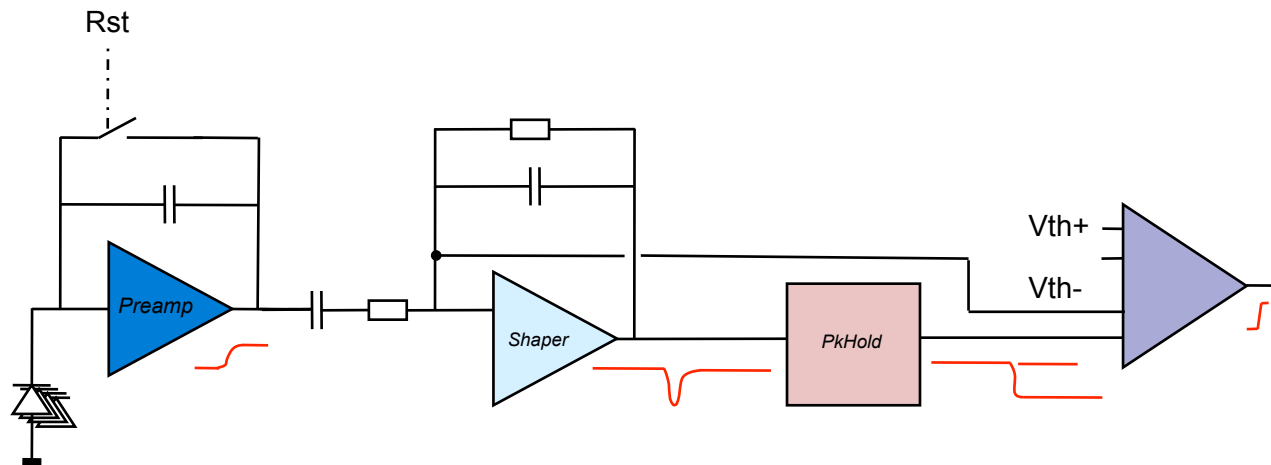 Rst
Vth+
Vth-
Preamp
Shaper
PkHold